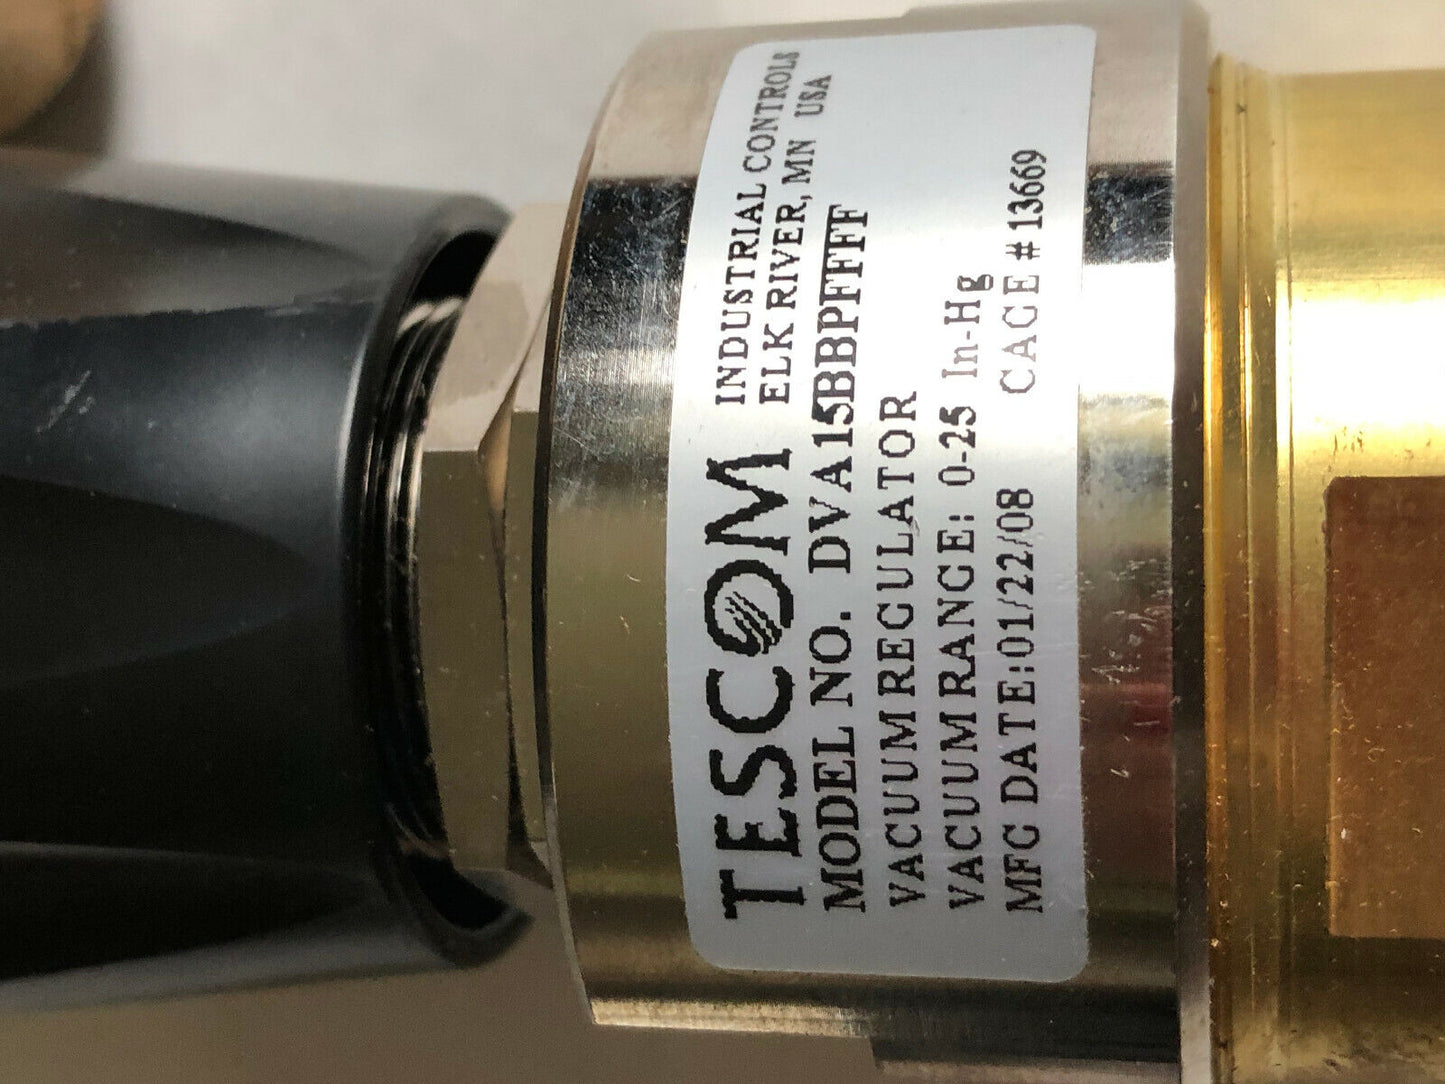 TESCOM INDUSTRIAL CONTROLS
ELK RIVER, MN USA
MODEL NO. DVA15BBPFFFF
VACUUM REGULATOR
VACUUM RANGE: 0-25 In-Hg
MFG DATE:01/22/08 CAGE # 13669